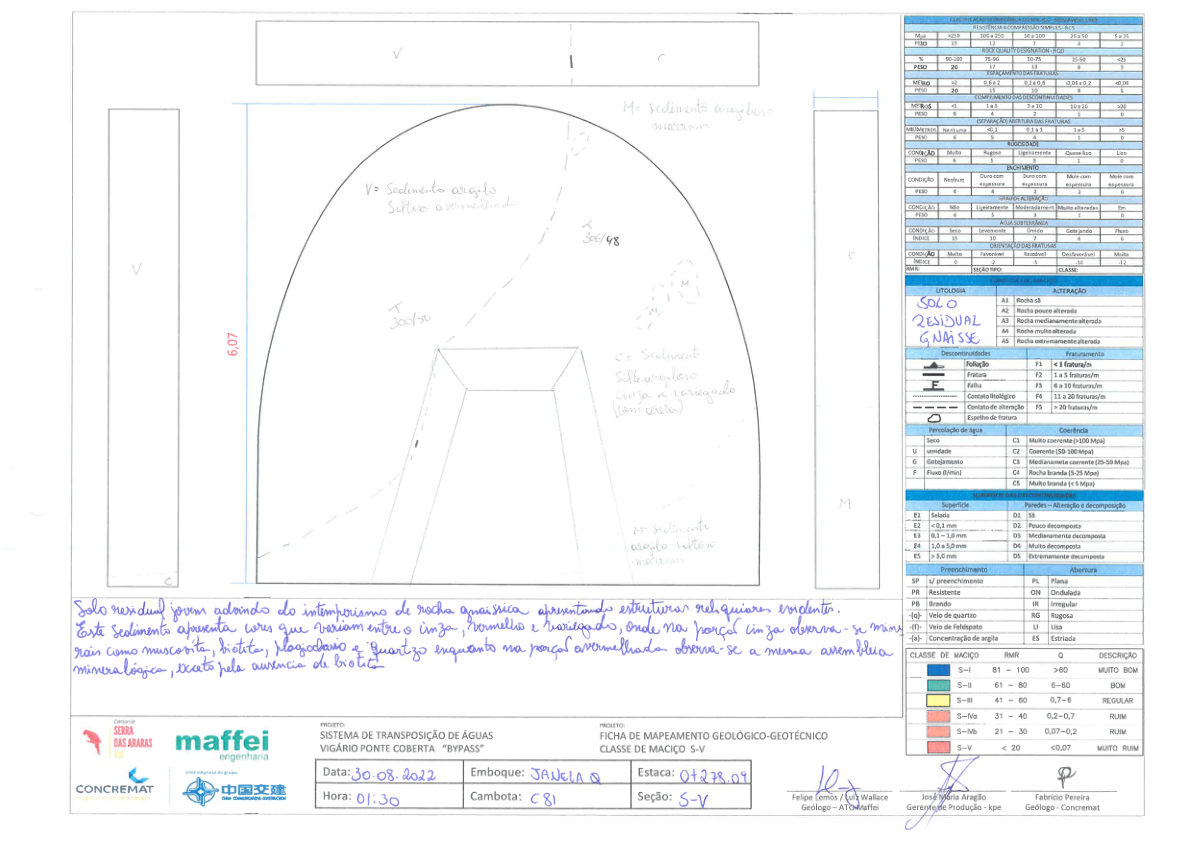 V
C
M= Sedimento argiloso
marrom
V
V= Sedimento argilo
Siltoso avermelhado
300/48
C
M
M
300/50
6,07
C = Sedimento
Silto argiloso
cinza e variegado
(com areia)
M
M= Sedimento
argilo Siltoso
marrom
C
Solo residual jovem advindo do intemperismo de rocha gnaissica apresentando estruturas reliquiares evidentes.
Este sedimento apresenta cores que variam entre o cinza, vermelho e variegado, onde na porção cinza observa-se mine
rais como muscovita, biotita, plagioclasio e quartzo enquanto na porção avermelhada observa-se a mesma assembleia
mineralógica, exceto pela ausencia de biotita
RESISTÊNCIA A COMPRESSÃO SIMPLES - RCS
Mpa >250 100 a 250 50 a 100 25 a 50 5 a 25
PESO 15 12 7 4 2
ROCK QUALITY DESIGNATION - RQD
% 90-100 75-90 50-75 25-50 <25
PESO 20 17 13 8 3
ESPAÇAMENTO DAS FRATURAS
METRO >2 0,6 a 2 0,2 a 0,6 0,06 a 0,2 <0,06
PESO 20 15 10 8 5
COMPRIMENTO DAS DESCONTINUIDADES
METROS <1 1 a 3 3 a 10 10 a 20 >20
PESO 6 4 2 1 0
SEPARAÇÃO/ABERTURA DAS FRATURAS
MILÍMETROS Nenhuma <0,1 0,1 a 1 1 a 5 >5
PESO 6 5 4 1 0
RUGOSIDADE
CONDIÇÃO Muito Rugoso Ligeiramente Quase liso Liso
PESO 6 5 3 1 0
ENCHIMENTO
CONDIÇÃO Nenhum Duro com espessura Duro com espessura Mole com espessura Mole com espessura
PESO 6 4 2 2 0
GRAU DE ALTERAÇÃO
CONDIÇÃO Não Ligeiramente Moderadament Muito alteradas Em
PESO 6 5 3 1 0
ÁGUA SUBTERRÂNEA
CONDIÇÃO Seco Levemente Úmido Gotejando Fluxo
ÍNDICE 15 10 7 4 0
ORIENTAÇÃO DAS FRATURAS
CONDIÇÃO Muito Favorável Razoável Desfavorável Muito
ÍNDICE 0 -2 -5 -10 -12
RMR: SEÇÃO TIPO: CLASSE:
LITOLOGIA ALTERAÇÃO
SOLO
RESIDUAL
GNAISSE
A1 Rocha sã
A2 Rocha pouco alterada
A3 Rocha medianamente alterada
A4 Rocha muito alterada
A5 Rocha extremamente alterada
Descontinuidades Fraturamento
Foliação F1 < 1 fratura/m
Fratura F2 1 a 5 fraturas/m
F Falha F3 6 a 10 fraturas/m
Contato litológico F4 11 a 20 fraturas/m
Contato de alteração F5 > 20 fraturas/m
Espelho de fratura
Percolação de água Coerência
Seco C1 Muito coerente (>100 Mpa)
U umidade C2 Coerente (50-100 Mpa)
G Gotejamento C3 Medianamete coerente (25-50 Mpa)
F Fluxo (l/min) C4 Rocha branda (5-25 Mpa)
C5 Muito branda (< 5 Mpa)
Superfície Paredes – Alteração e decomposição
E1 Selada D1 Sã
E2 < 0,1 mm D2 Pouco decomposta
E3 0,1 – 1,0 mm D3 Medianamente decomposta
E4 1,0 a 5,0 mm D4 Muito decomposta
E5 > 5,0 mm D5 Extremamente decomposta
Preenchimento Abertura
SP s/ preenchimento PL Plana
PR Resistente ON Ondulada
PB Brando IR Irregular
-(q)- Veio de quartzo RG Rugosa
-(f)- Veio de Feldspato LI Lisa
-(a)- Concentração de argila ES Estriada
CLASSE DE MACIÇO RMR Q DESCRIÇÃO
S-I 81 – 100 >60 MUITO BOM
S-II 61 – 80 6-60 BOM
S-III 41 – 60 0,7-6 REGULAR
S-IVa 31 – 40 0,2-0,7 RUIM
S-IVb 21 – 30 0,07-0,2 RUIM
S-V < 20 <0,07 MUITO RUIM
Consórcio
SERRA
DAS ARARAS
maffei
engenharia
CONCREMAT
Uma empresa do grupo
中国交建
PROJETO:
SISTEMA DE TRANSPOSIÇÃO DE ÁGUAS
VIGÁRIO PONTE COBERTA "BYPASS"
PROJETO:
FICHA DE MAPEAMENTO GEOLÓGICO-GEOTÉCNICO
CLASSE DE MACIÇO S-V
Data: 30.08.2022 Emboque: JANELA Q Estaca: 0+278.09
Hora: 01:30 Cambota: C81 Seção: S-V
Felipe Lemos / Luiz Wallace
Geólogo – ATO Maffei
José Maria Aragão
Gerente de Produção - kpe
Fabrício Pereira
Geólogo - Concremat